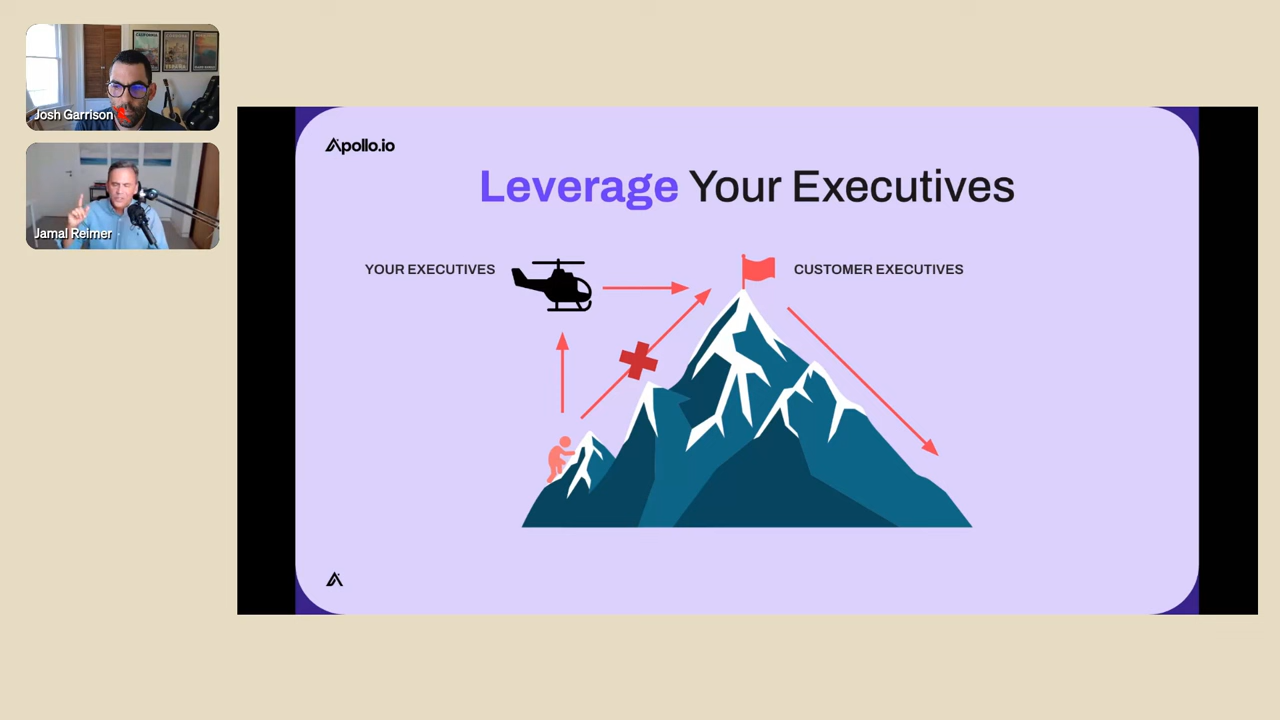 Josh Garrison
Jamal Reimer
Apollo.io
Leverage Your Executives
YOUR EXECUTIVES
CUSTOMER EXECUTIVES